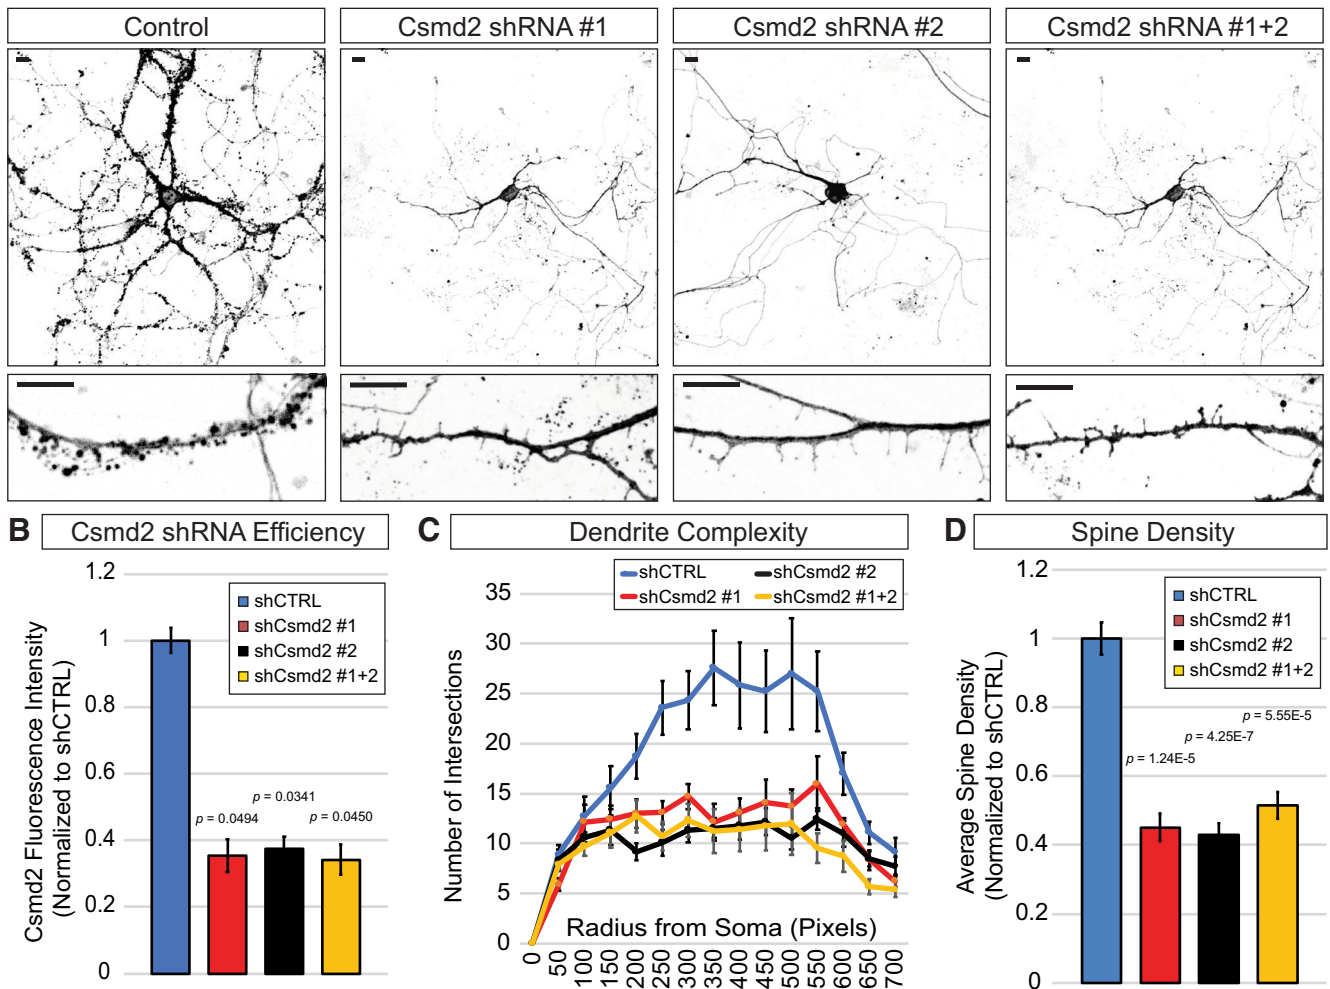 Control
Csmd2 shRNA #1
Csmd2 shRNA #2
Csmd2 shRNA #1+2
B
Csmd2 shRNA Efficiency
Csmd2 Fluorescence Intensity
(Normalized to shCTRL)
1.2
1
0.8
0.6
0.4
0.2
0
shCTRL
shCsmd2 #1
shCsmd2 #2
shCsmd2 #1+2
p = 0.0494
p = 0.0341
p = 0.0450
C
Dendrite Complexity
shCTRL
shCsmd2 #2
shCsmd2 #1
shCsmd2 #1+2
Number of Intersections
35
30
25
20
15
10
5
0
Radius from Soma (Pixels)
0 50 100 150 200 250 300 350 400 450 500 550 600 650 700
D
Spine Density
Average Spine Density
(Normalized to shCTRL)
1.2
1
0.8
0.6
0.4
0.2
0
shCTRL
shCsmd2 #1
shCsmd2 #2
shCsmd2 #1+2
p = 5.55E-5
p = 4.25E-7
p = 1.24E-5